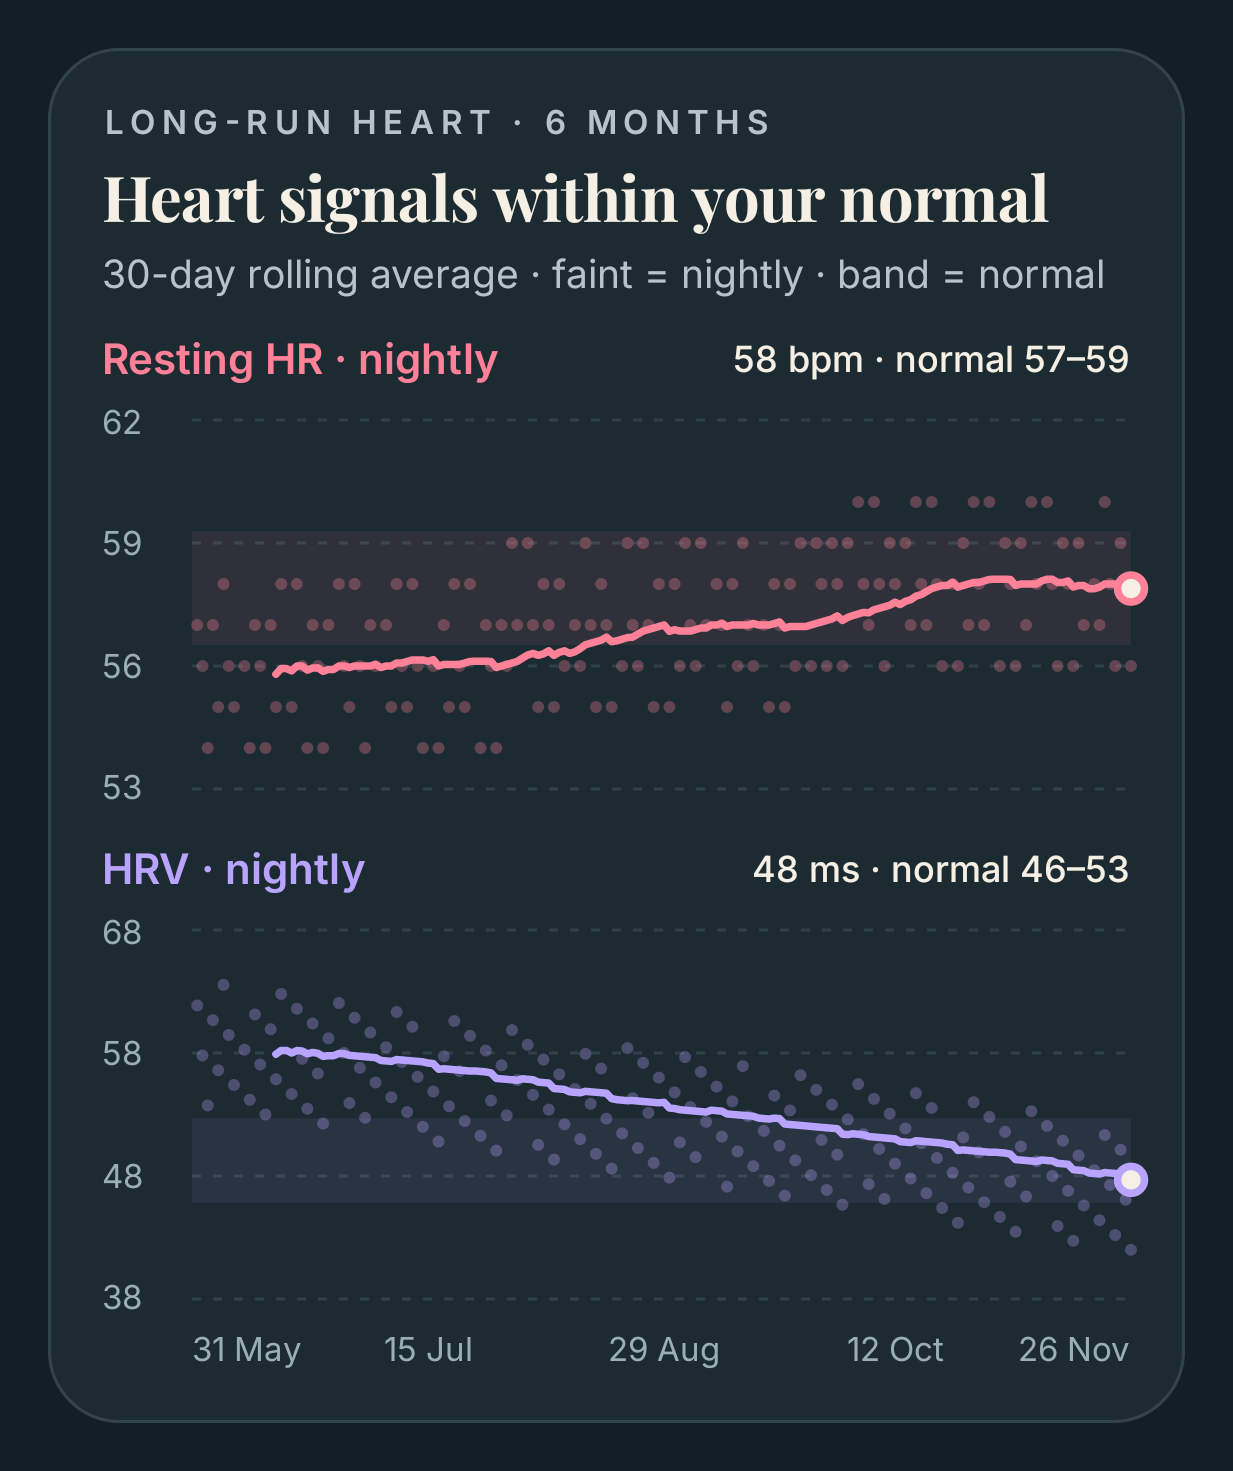 LONG-RUN HEART · 6 MONTHS
Heart signals within your normal
30-day rolling average · faint = nightly · band = normal
Resting HR · nightly
58 bpm · normal 57–59
62
59
56
53
HRV · nightly
48 ms · normal 46–53
68
58
48
38
31 May
15 Jul
29 Aug
12 Oct
26 Nov